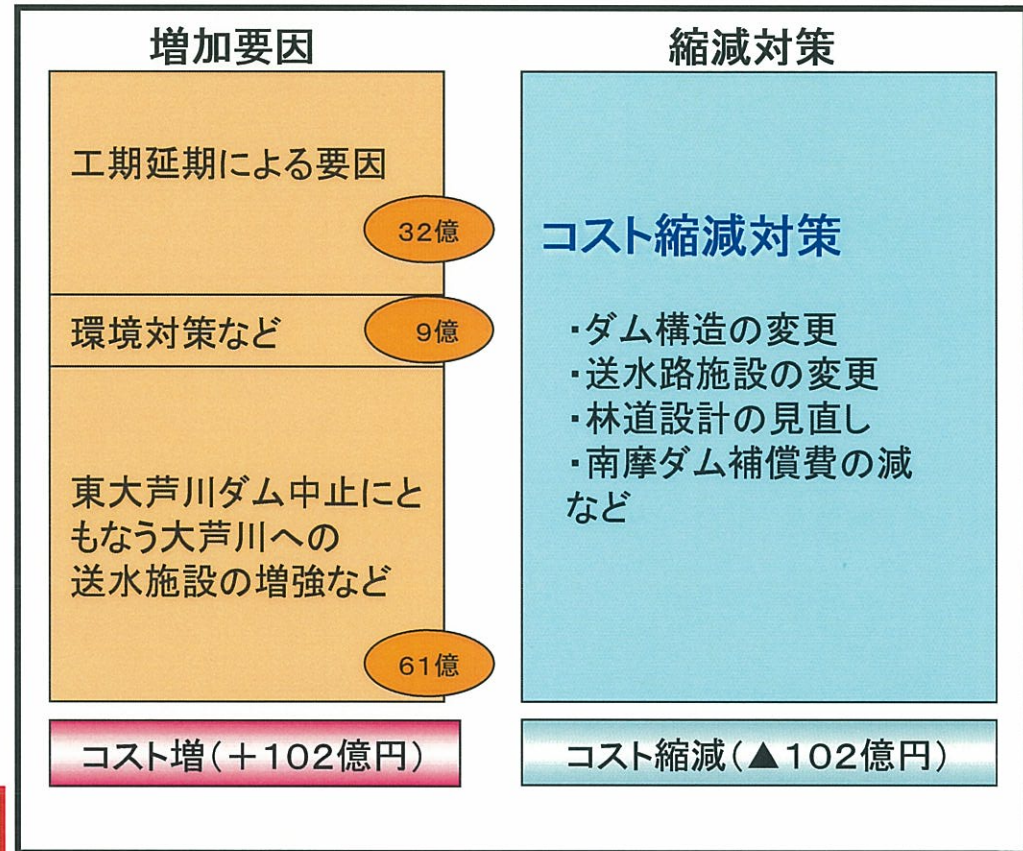 増加要因
工期延期による要因
32億
環境対策など
9億
東大芦川ダム中止にと
もなう大芦川への
送水施設の増強など
61億
コスト増(＋102億円)
縮減対策
コスト縮減対策
・ダム構造の変更
・送水路施設の変更
・林道設計の見直し
・南摩ダム補償費の減
など
コスト縮減(▲102億円)